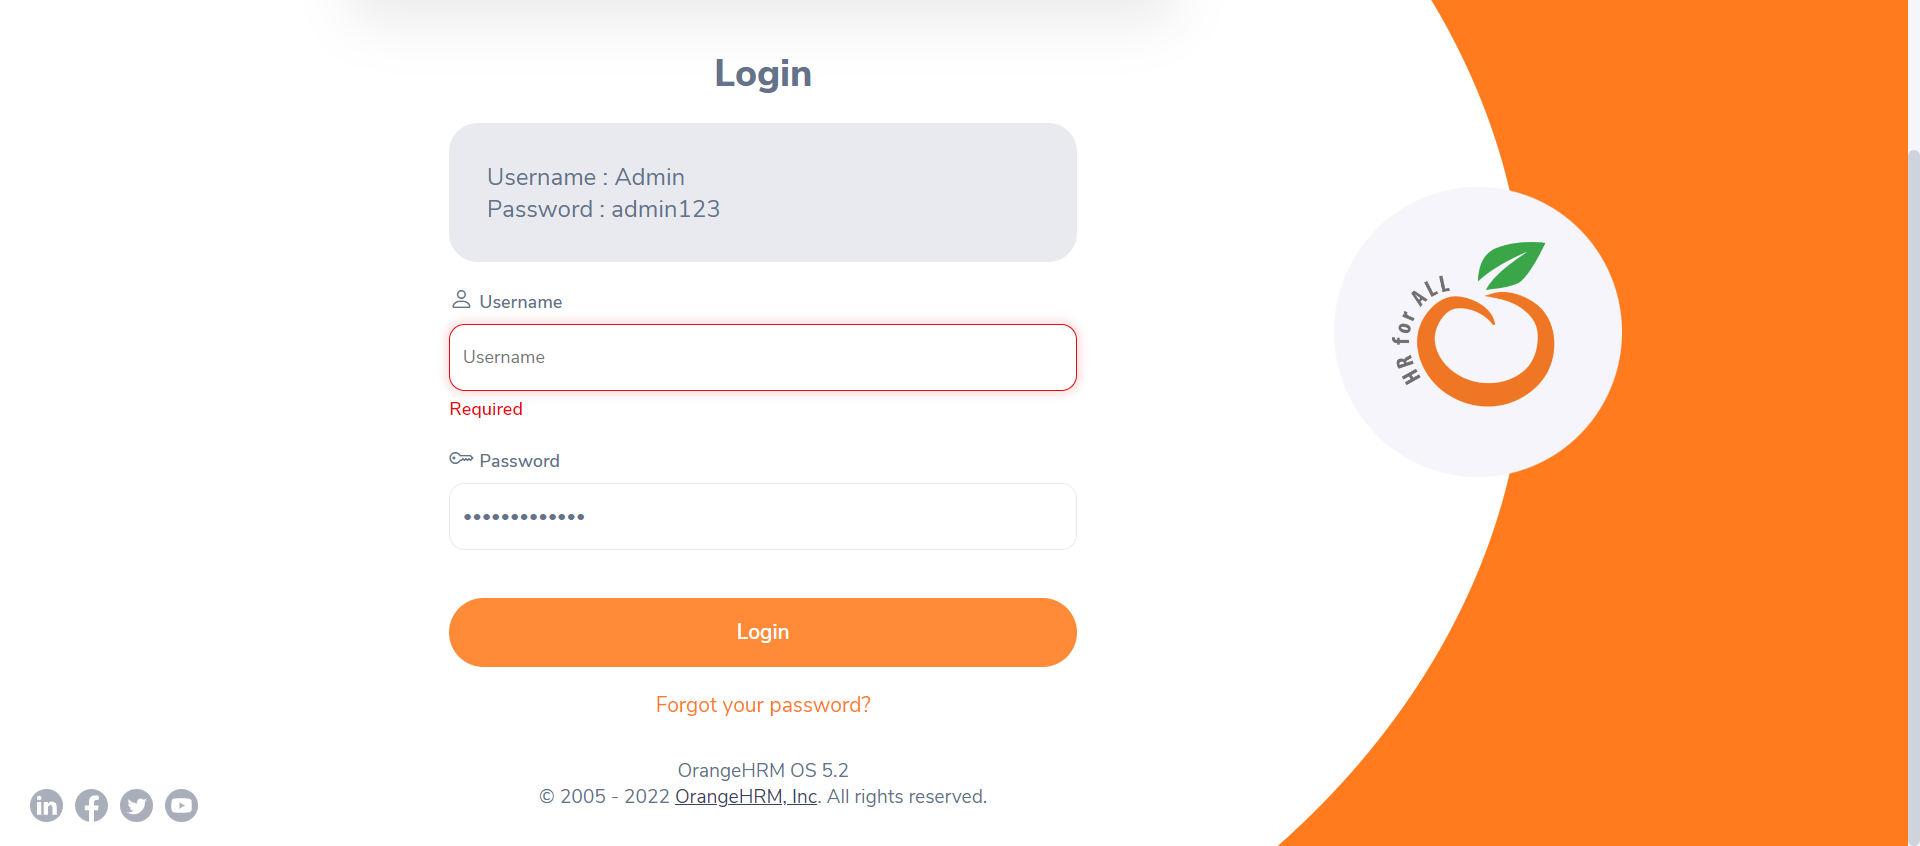 Login
Username : Admin
Password : admin123
Username
Username
Required
Password
•••••••••••••
Login
Forgot your password?
OrangeHRM OS 5.2
© 2005 - 2022 OrangeHRM, Inc. All rights reserved.
HR for ALL